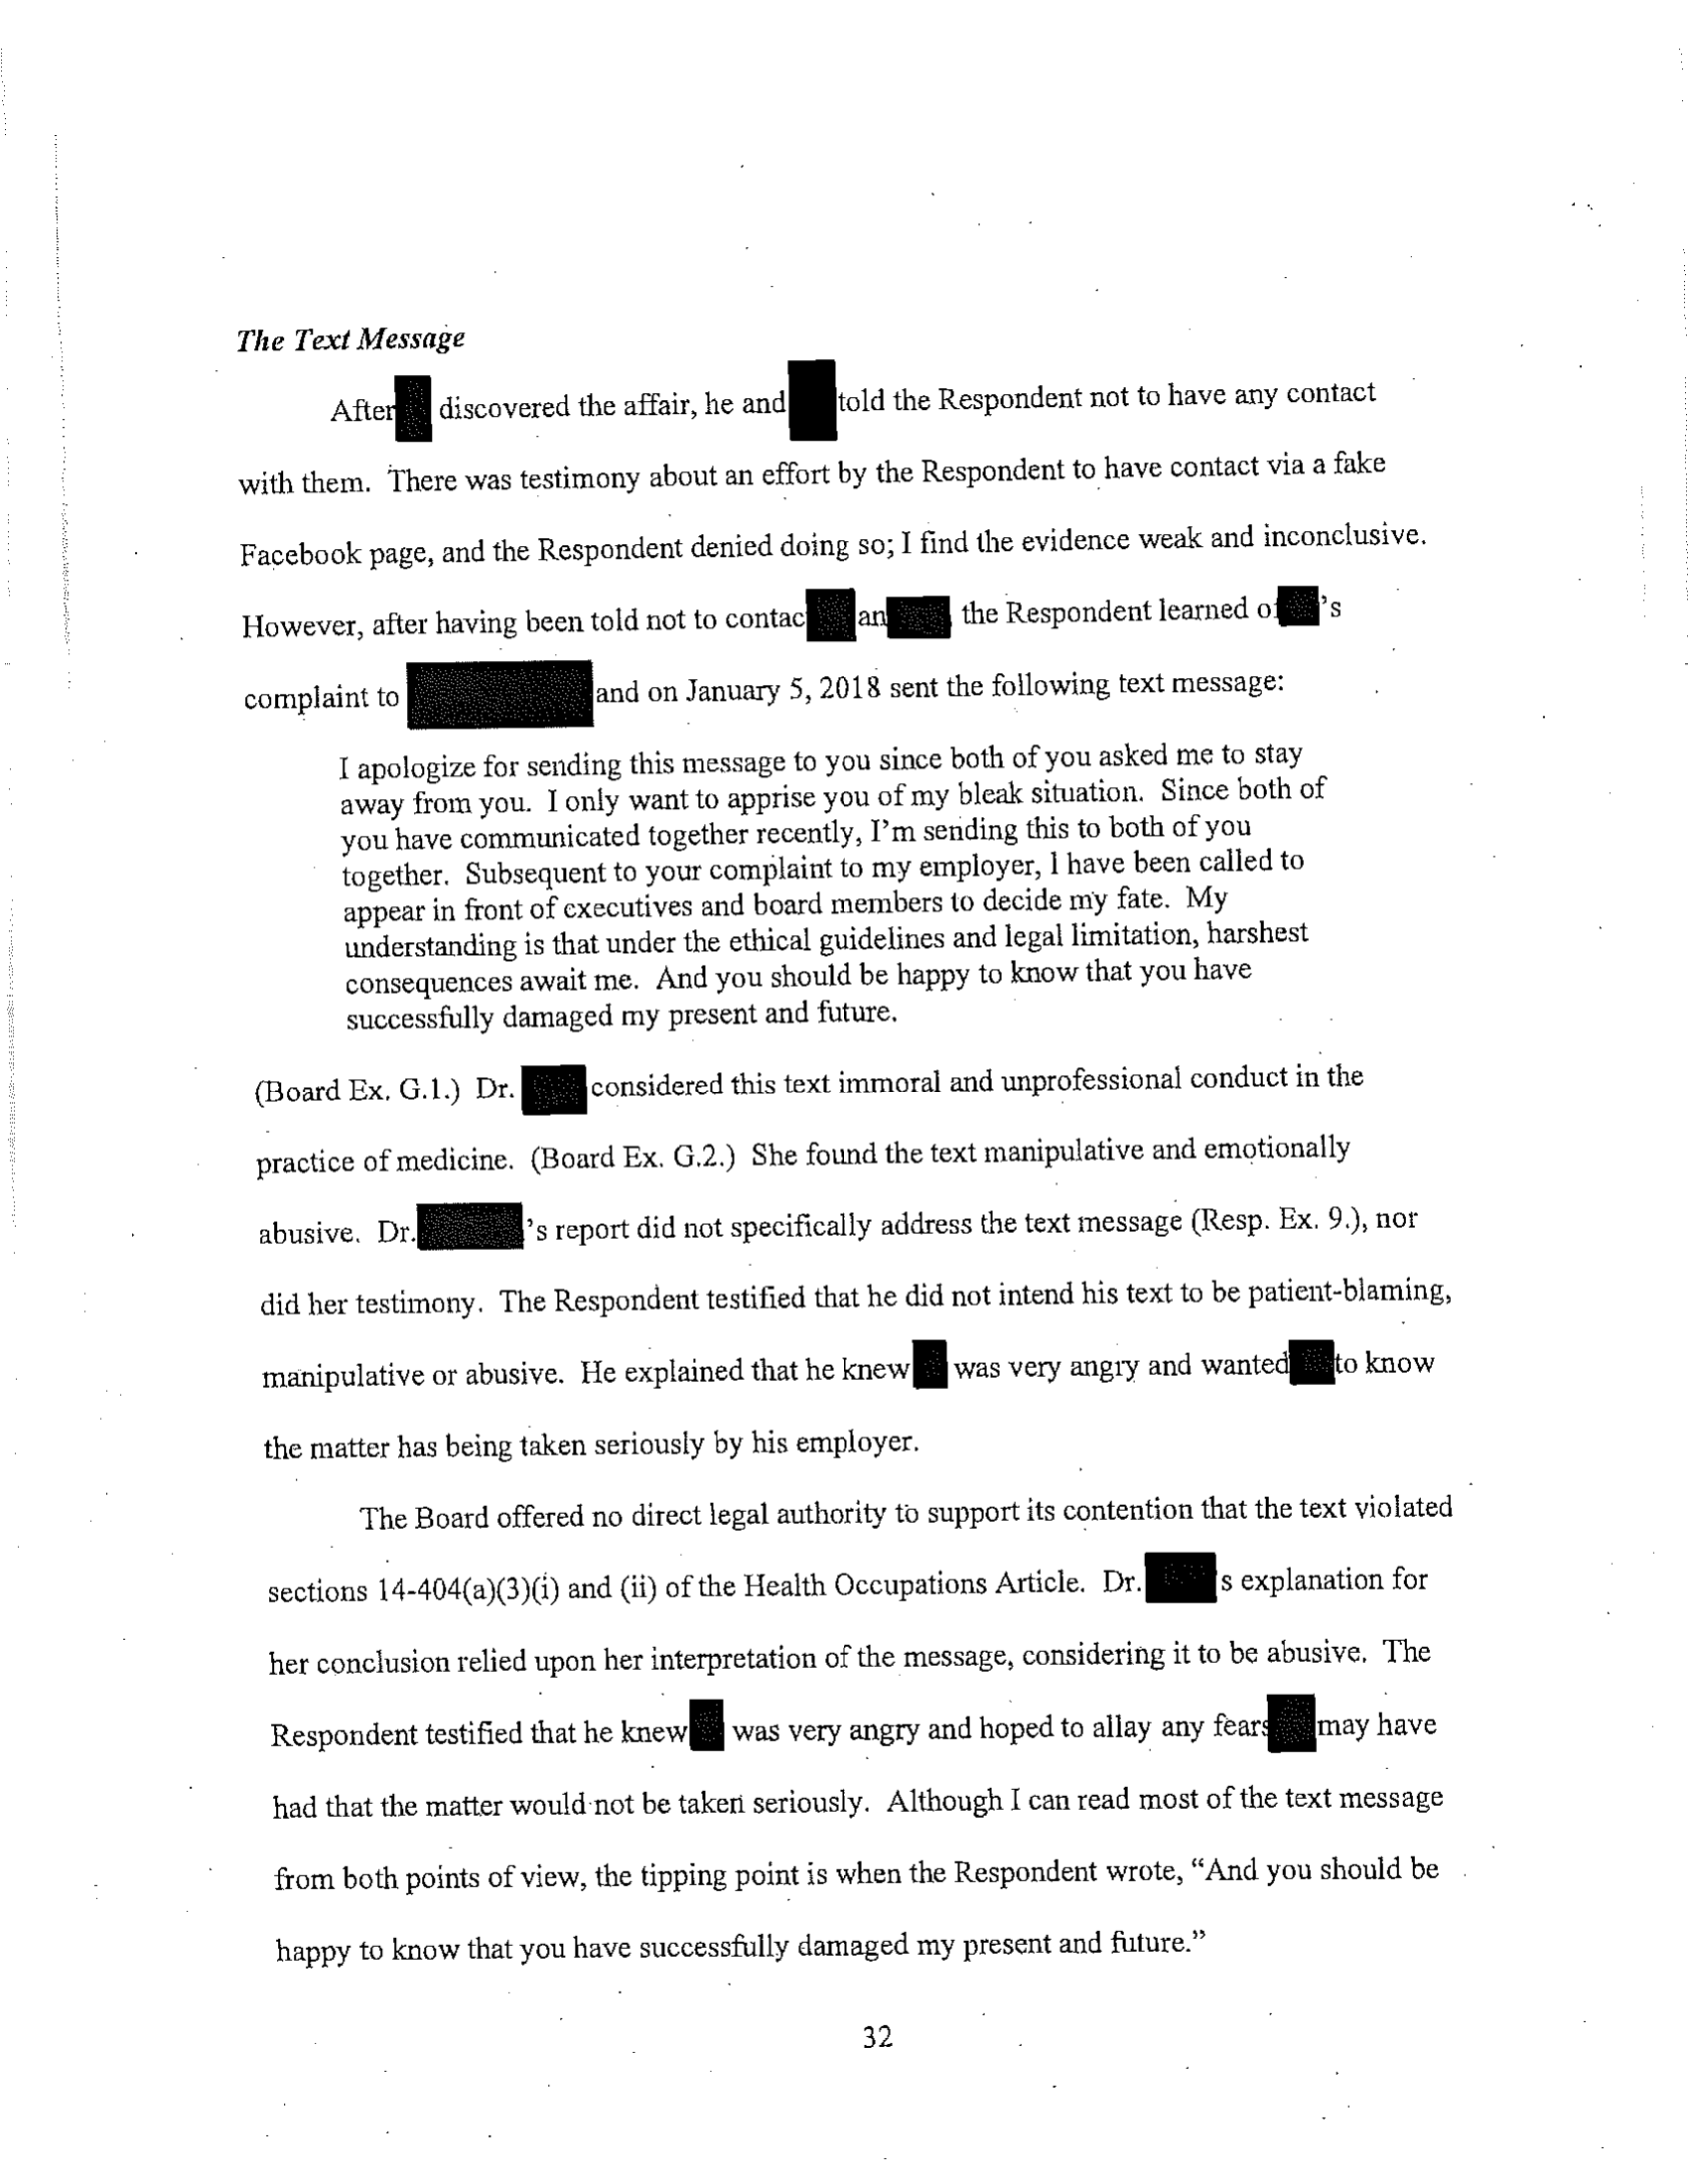 The Text Message
After discovered the affair, he and told the Respondent not to have any contact
with them. There was testimony about an effort by the Respondent to have contact via a fake
Facebook page, and the Respondent denied doing so; I find the evidence weak and inconclusive.
However, after having been told not to contac an the Respondent learned o 's
complaint to and on January 5, 2018 sent the following text message:
I apologize for sending this message to you since both of you asked me to stay
away from you. I only want to apprise you of my bleak situation. Since both of
you have communicated together recently, I'm sending this to both of you
together. Subsequent to your complaint to my employer, I have been called to
appear in front of executives and board members to decide my fate. My
understanding is that under the ethical guidelines and legal limitation, harshest
consequences await me. And you should be happy to know that you have
successfully damaged my present and future.
(Board Ex. G.1.) Dr. considered this text immoral and unprofessional conduct in the
practice of medicine. (Board Ex. G.2.) She found the text manipulative and emotionally
abusive. Dr. 's report did not specifically address the text message (Resp. Ex. 9.), nor
did her testimony. The Respondent testified that he did not intend his text to be patient-blaming,
manipulative or abusive. He explained that he knew was very angry and wanted to know
the matter has being taken seriously by his employer.
The Board offered no direct legal authority to support its contention that the text violated
sections 14-404(a)(3)(i) and (ii) of the Health Occupations Article. Dr. s explanation for
her conclusion relied upon her interpretation of the message, considering it to be abusive. The
Respondent testified that he knew was very angry and hoped to allay any fears may have
had that the matter would not be taken seriously. Although I can read most of the text message
from both points of view, the tipping point is when the Respondent wrote, “And you should be
happy to know that you have successfully damaged my present and future.”
32